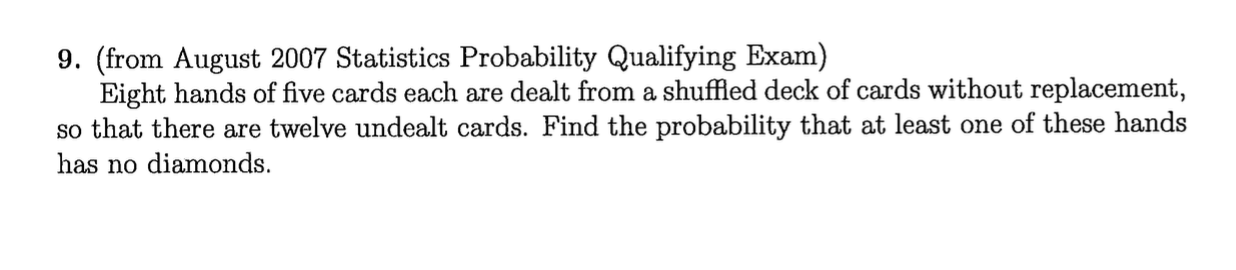 9. (from August 2007 Statistics Probability Qualifying Exam)
Eight hands of five cards each are dealt from a shuffled deck of cards without replacement,
so that there are twelve undealt cards. Find the probability that at least one of these hands
has no diamonds.